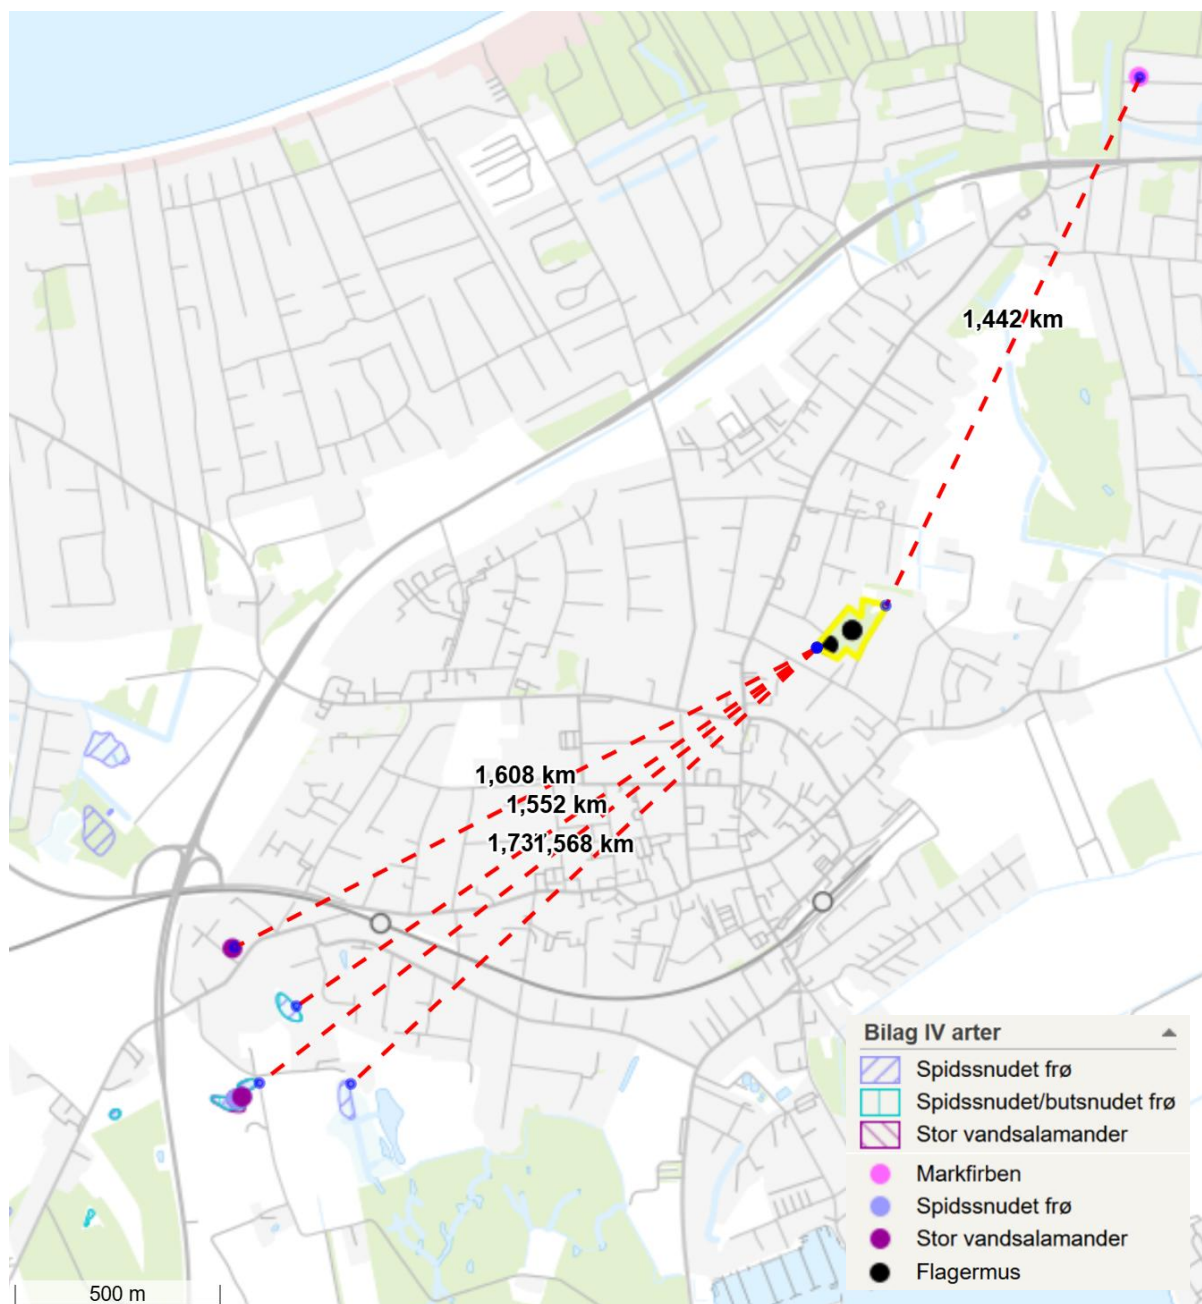 1,442 km
1,608 km
1,552 km
1,568 km
Bilag IV arter
Spidssnudet frø
Spidssnudet/butsnudet frø
Stor vandsalamander
Markfirben
Spidssnudet frø
Stor vandsalamander
Flagermus
500 m